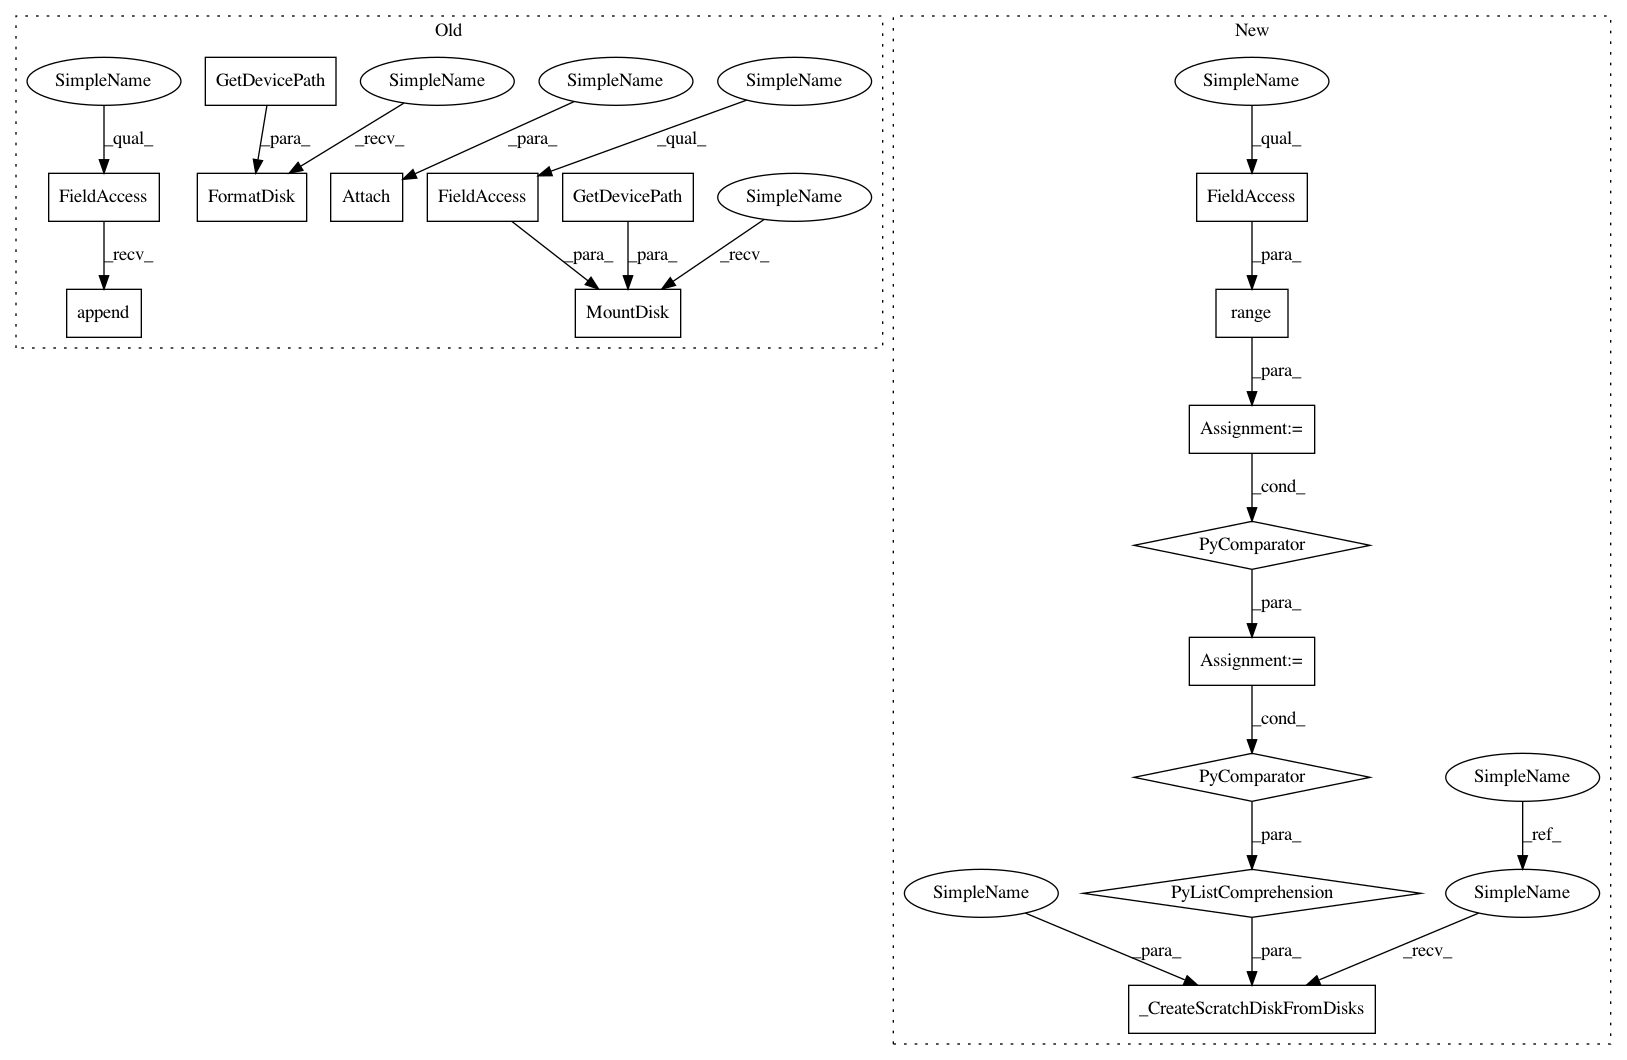 Old
SimpleName
GetDevicePath
SimpleName
SimpleName
SimpleName
_qual_
_para_
_recv_
_para_
_qual_
FieldAccess
FormatDisk
Attach
FieldAccess
GetDevicePath
SimpleName
_recv_
_para_
_para_
_recv_
append
MountDisk
New
SimpleName
_qual_
FieldAccess
_para_
range
_para_
Assignment:=
_cond_
PyComparator
_para_
Assignment:=
_cond_
PyComparator
SimpleName
_para_
_ref_
SimpleName
PyListComprehension
SimpleName
_para_
_para_
_recv_
_CreateScratchDiskFromDisks